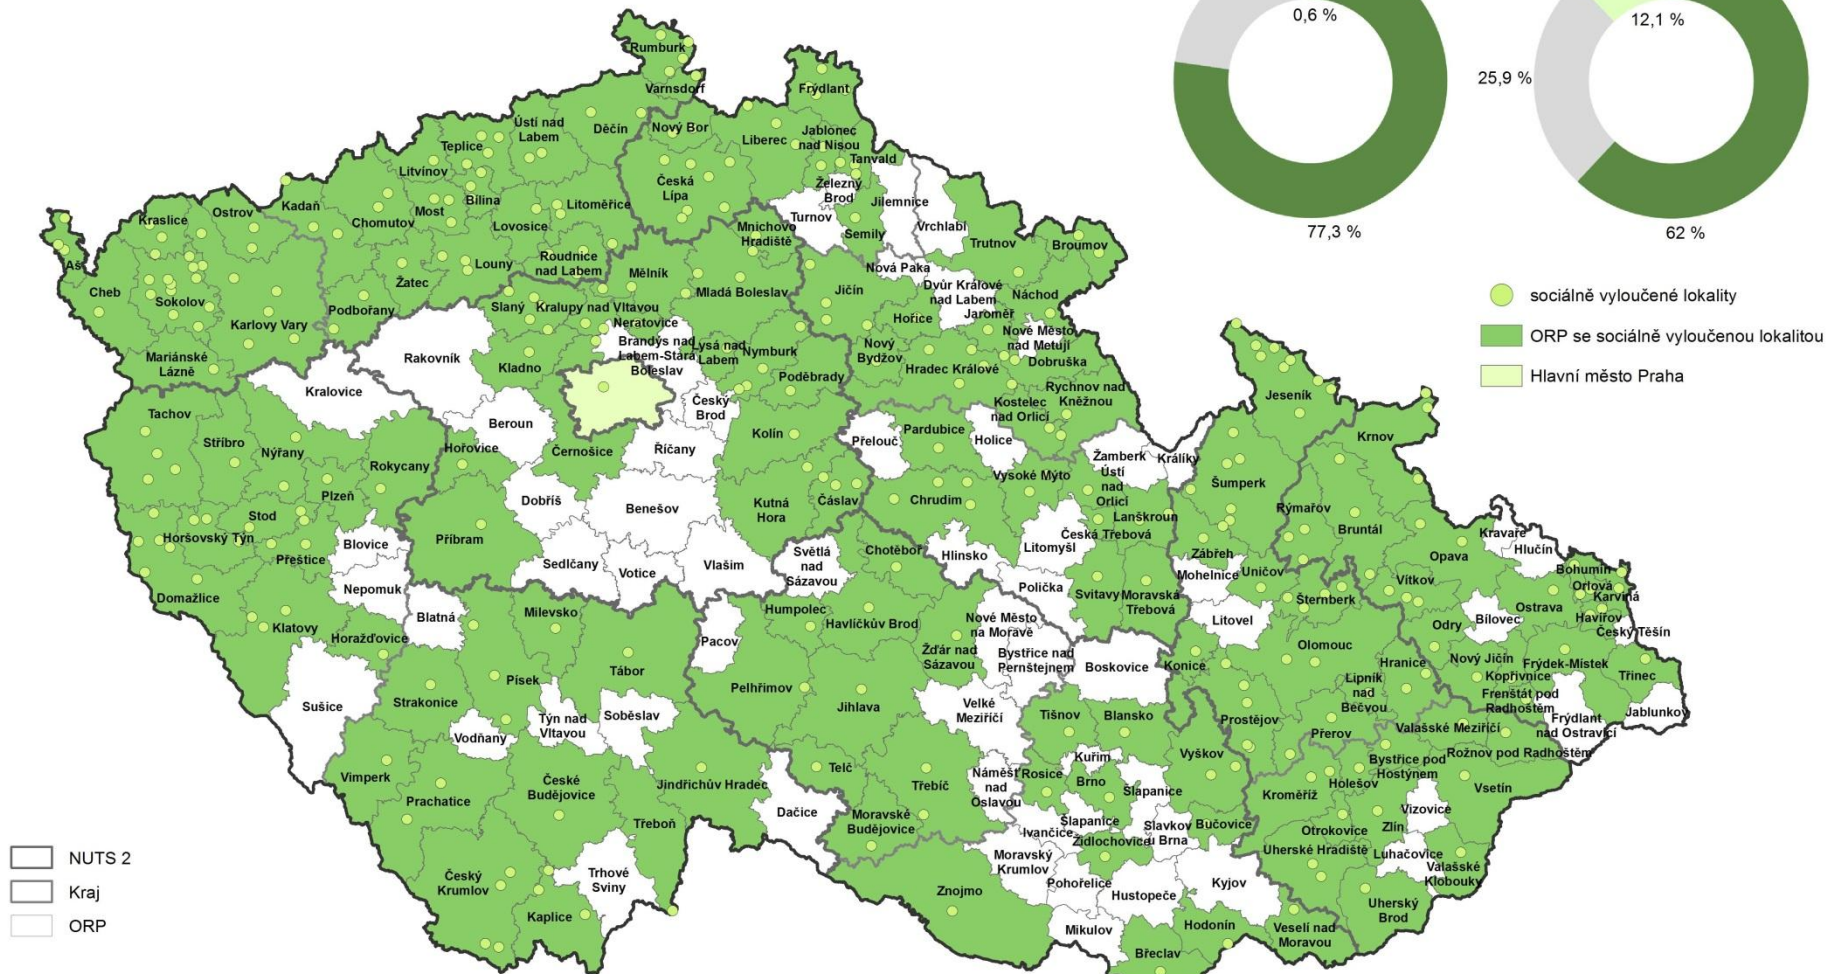 0,6 %
12,1 %
25,9 %
77,3 %
62 %
sociálně vyloučené lokality
ORP se sociálně vyloučenou lokalitou
Hlavní město Praha
NUTS 2
Kraj
ORP
Rumburk
Varnsdorf
Frýdlant
Ústí nad
Labem
Děčín
Nový Bor
Liberec
Jablonec
nad Nisou
Tanvald
Teplice
Litvínov
Česká
Lípa
Železný
Brod
Jilemnice
Vrchlabí
Turnov
Semily
Kraslice
Ostrov
Kadaň
Chomutov
Most
Bílina
Litoměřice
Lovosice
Mnichovo
Hradiště
Trutnov
Broumov
Aš
Cheb
Sokolov
Karlovy Vary
Podbořany
Žatec
Louny
Roudnice
nad Labem
Mělník
Mladá Boleslav
Jičín
Nová Paka
Dvůr Králové
nad Labem
Jaroměř
Náchod
Hořice
Nové Město
nad Metují
Slaný
Kralupy nad Vltavou
Neratovice
Brandýs nad
Labem-Stará
Boleslav
Lysá nad
Labem
Nymburk
Nový
Bydžov
Hradec Králové
Dobruška
Mariánské
Lázně
Rakovník
Kladno
Poděbrady
Rychnov nad
Kněžnou
Kostelec
nad Orlicí
Kralovice
Český
Brod
Tachov
Stříbro
Nýřany
Rokycany
Beroun
Hořovice
Černošice
Říčany
Kolín
Přelouč
Pardubice
Holice
Žamberk
Králíky
Jeseník
Krnov
Plzeň
Stod
Horšovský Týn
Přeštice
Blovice
Nepomuk
Příbram
Dobříš
Benešov
Kutná
Hora
Čáslav
Chrudim
Vysoké Mýto
Ústí
nad
Orlicí
Lanškroun
Česká Třebová
Litomyšl
Šumperk
Rýmařov
Bruntál
Zábřeh
Opava
Kravaře
Hlučín
Domažlice
Klatovy
Horažďovice
Blatná
Sedlčany
Votice
Vlašim
Světlá
nad
Sázavou
Chotěboř
Hlinsko
Polička
Svitavy
Moravská
Třebová
Mohelnice
Uničov
Šternberk
Litovel
Vítkov
Bohumín
Orlová
Karviná
Ostrava
Havířov
Český Těšín
Bílovec
Odry
Milevsko
Humpolec
Havlíčkův Brod
Nové Město
na Moravě
Bystřice nad
Pernštejnem
Žďár nad
Sázavou
Pacov
Boskovice
Konice
Olomouc
Hranice
Nový Jičín
Kopřivnice
Frýdek-Místek
Třinec
Sušice
Strakonice
Písek
Tábor
Pelhřimov
Jihlava
Velké
Meziříčí
Tišnov
Blansko
Prostějov
Lipník
nad
Bečvou
Přerov
Frenštát pod
Radhoštěm
Frýdlant
nad Ostravicí
Jablunkov
Vodňany
Týn nad
Vltavou
Soběslav
Vimperk
Prachatice
České
Budějovice
Jindřichův Hradec
Telč
Třebíč
Náměšť
nad
Oslavou
Rosice
Kuřim
Brno
Šlapanice
Vyškov
Valašské Meziříčí
Rožnov pod Radhoštěm
Bystřice pod
Hostýnem
Holešov
Kroměříž
Vsetín
Dačice
Moravské
Budějovice
Třeboň
Ivančice
Šlapanice
Židlochovice
Slavkov
u Brna
Bučovice
Otrokovice
Zlín
Vizovice
Uherské Hradiště
Luhačovice
Valašské
Klobouky
Český
Krumlov
Kaplice
Trhové
Sviny
Znojmo
Moravský
Krumlov
Pohořelice
Hustopeče
Kyjov
Mikulov
Břeclav
Hodonín
Veselí nad
Moravou
Uherský
Brod